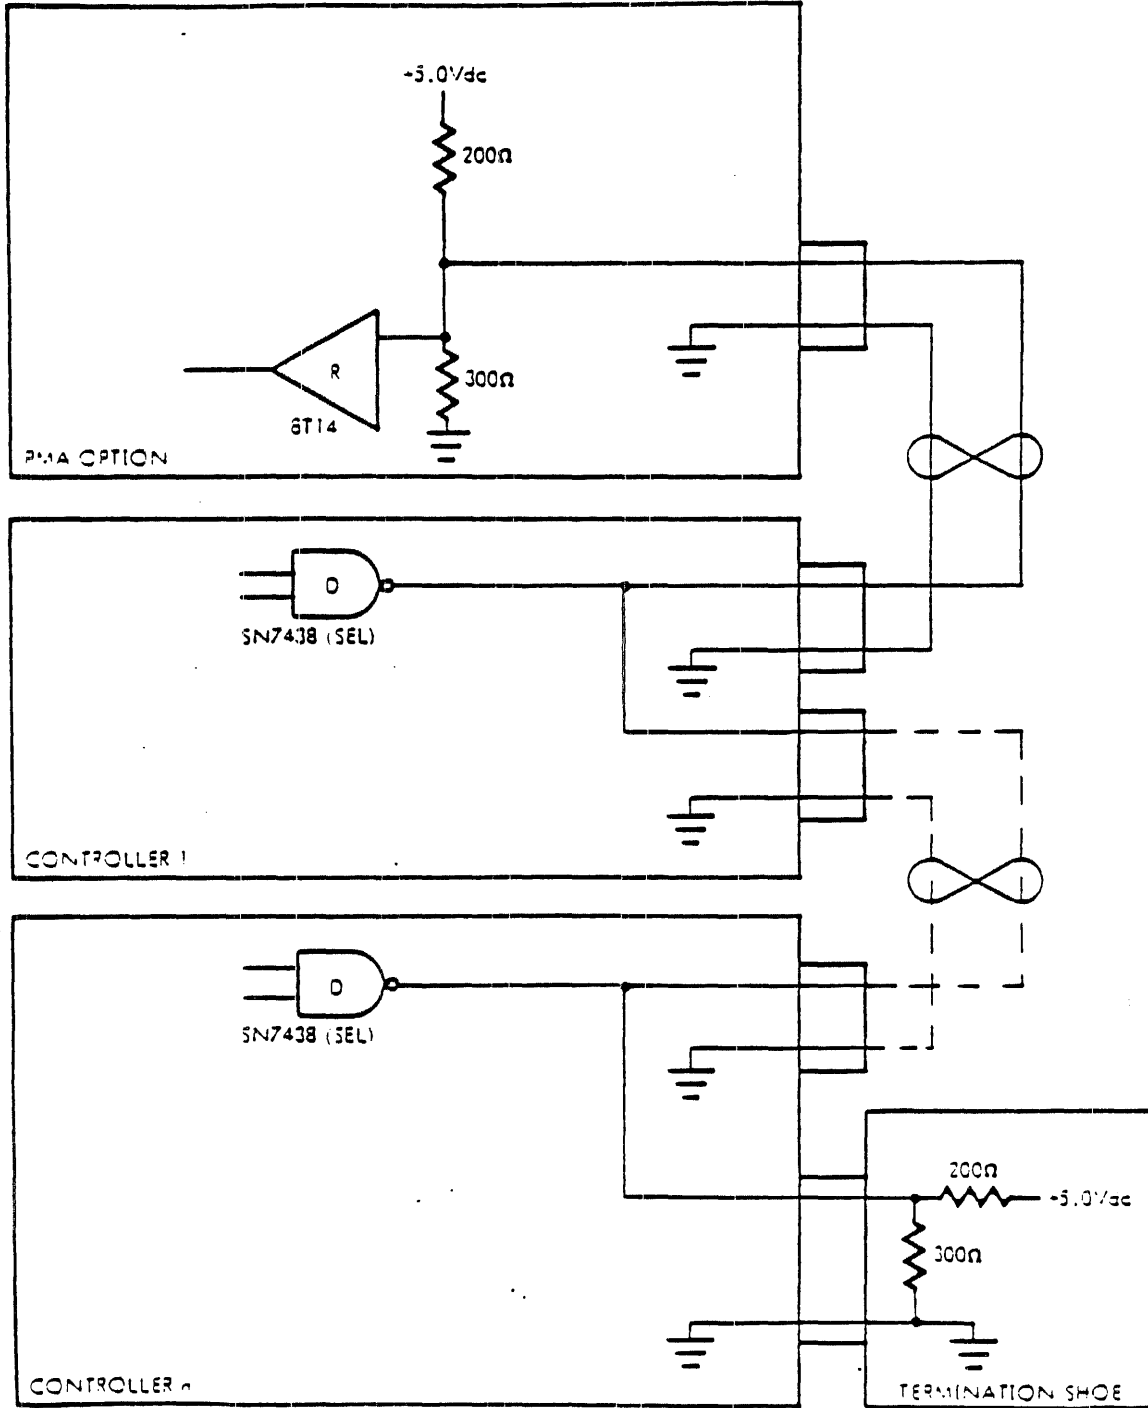 +5.0Vdc
200Ω
R
300Ω
8T14
PMA OPTION
D
SN7438 (SEL)
CONTROLLER 1
D
SN7438 (SEL)
200Ω
+5.0Vdc
300Ω
CONTROLLER n
TERMINATION SHOE